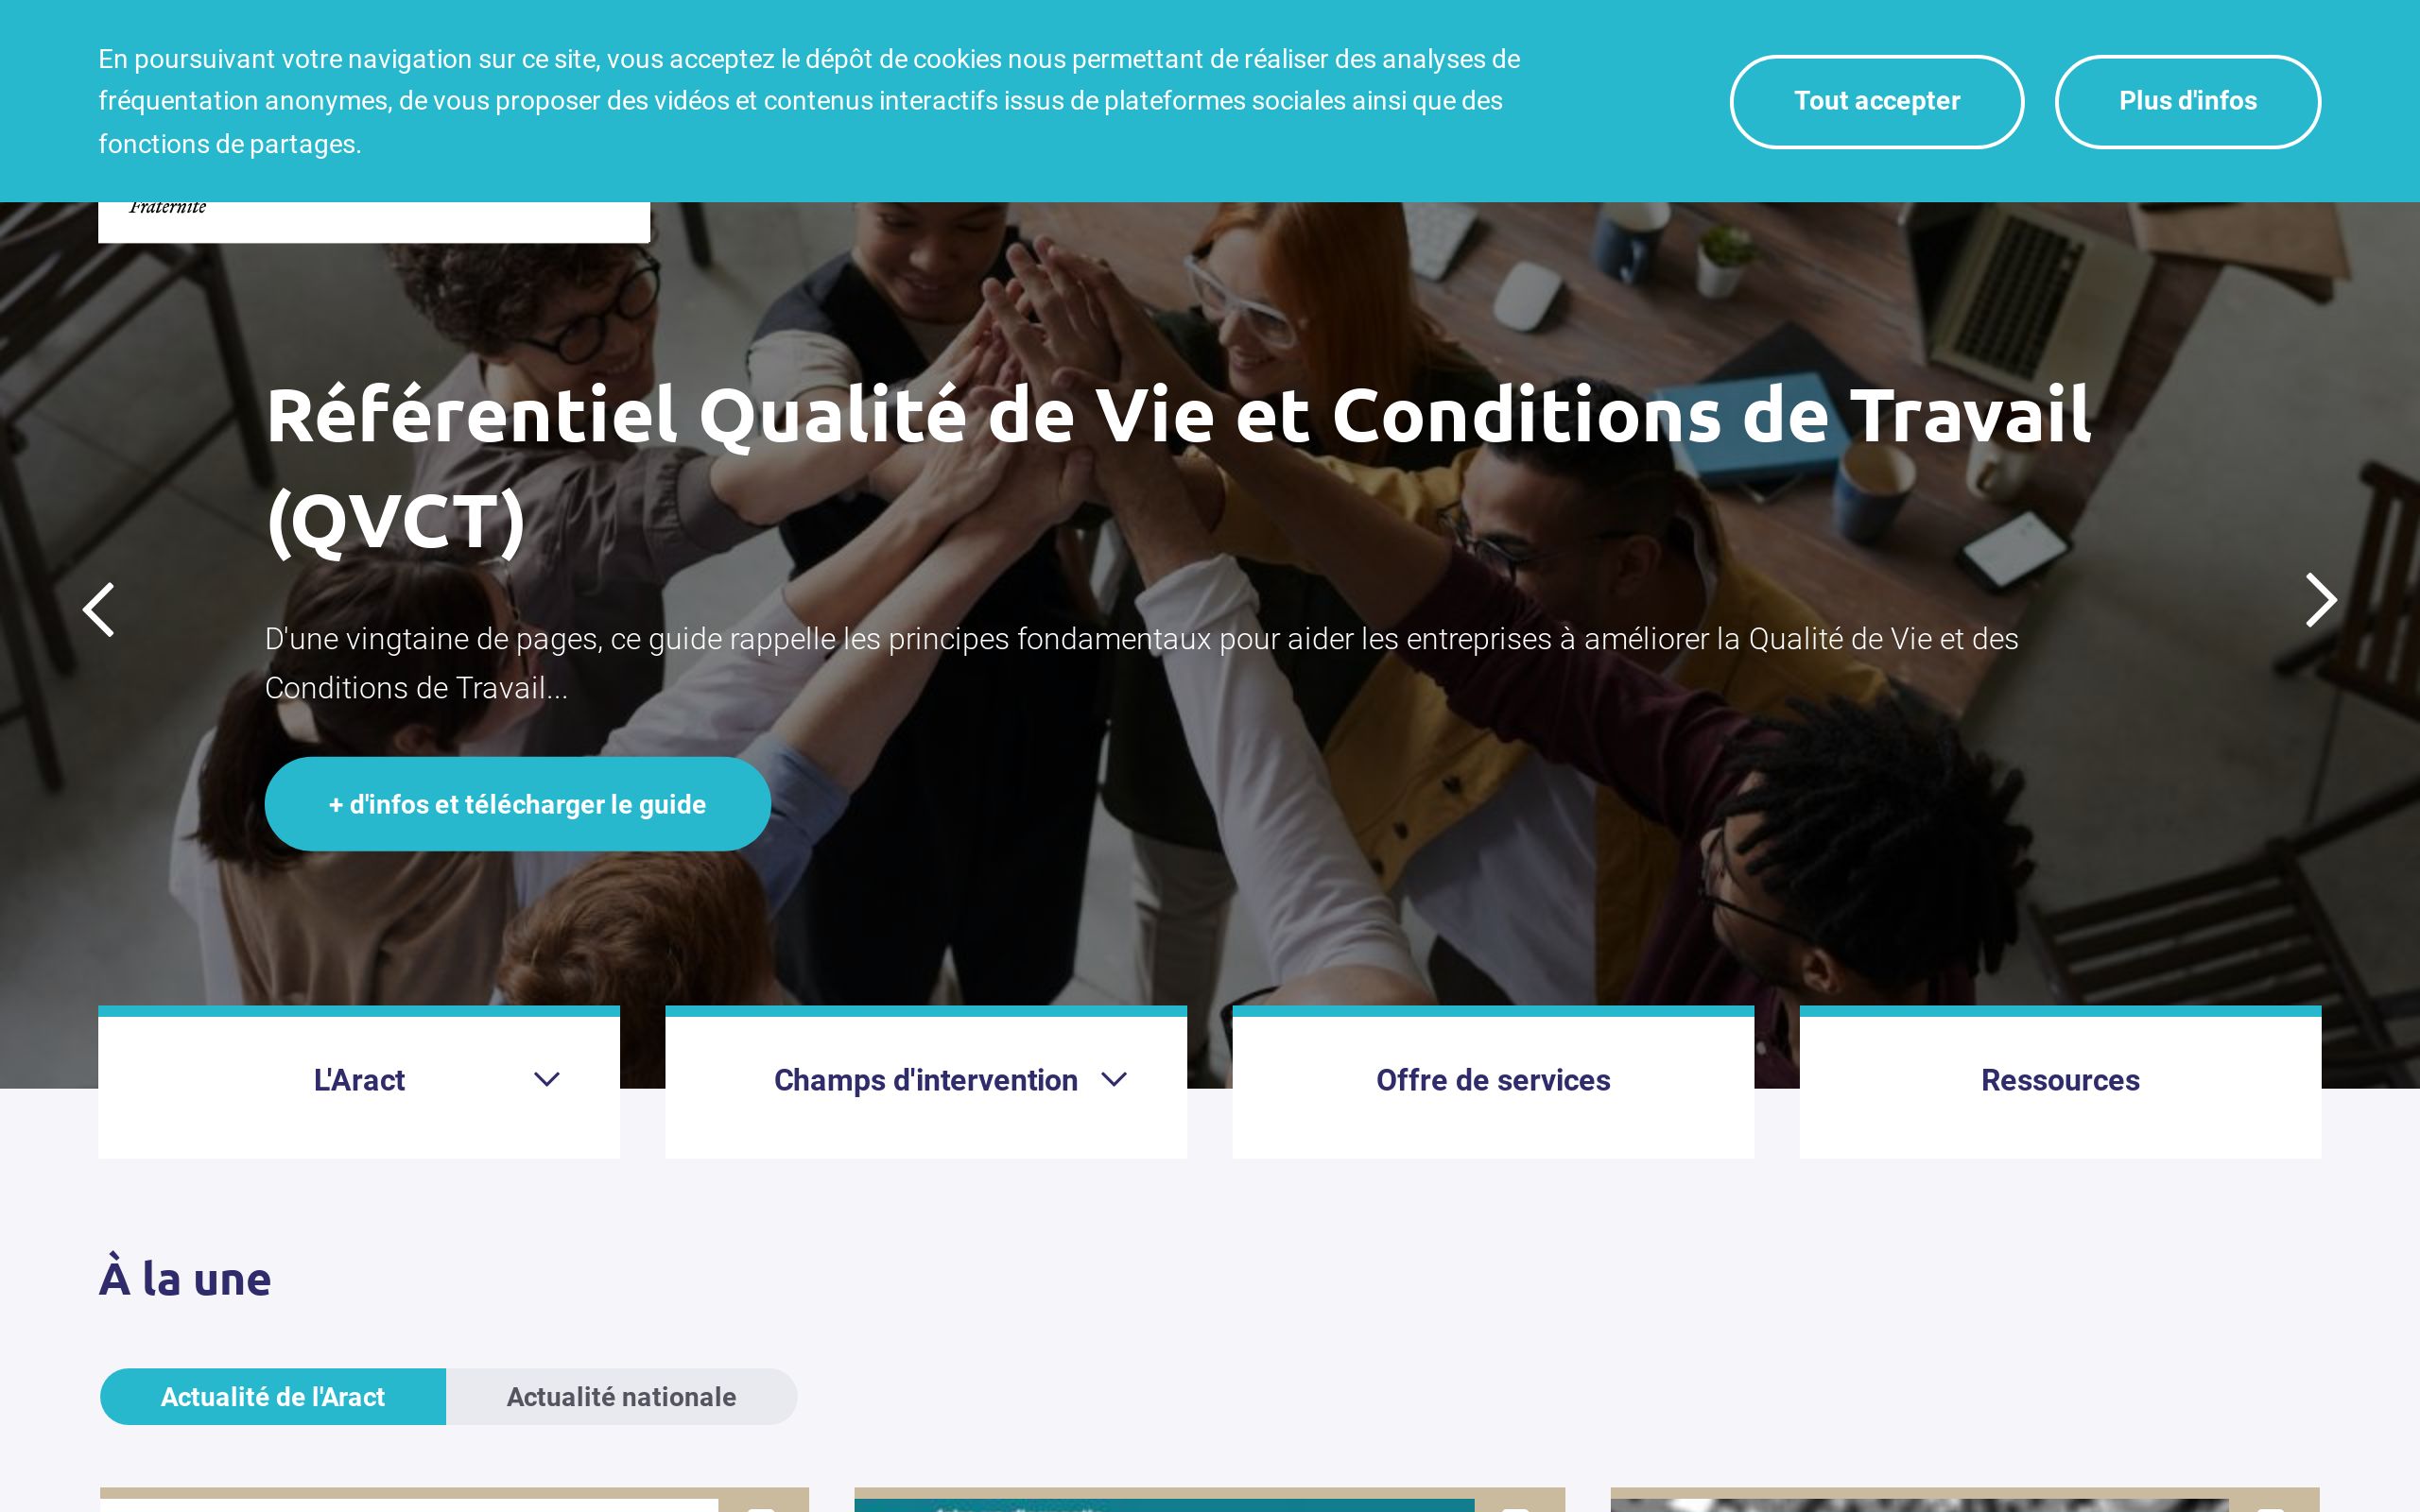 En poursuivant votre navigation sur ce site, vous acceptez le dépôt de cookies nous permettant de réaliser des analyses de
fréquentation anonymes, de vous proposer des vidéos et contenus interactifs issus de plateformes sociales ainsi que des
fonctions de partages.
Tout accepter
Plus d'infos
Fraternité
Référentiel Qualité de Vie et Conditions de Travail
(QVCT)
D'une vingtaine de pages, ce guide rappelle les principes fondamentaux pour aider les entreprises à améliorer la Qualité de Vie et des
Conditions de Travail...
+ d'infos et télécharger le guide
L'Aract
Champs d'intervention
Offre de services
Ressources
À la une
Actualité de l'Aract
Actualité nationale